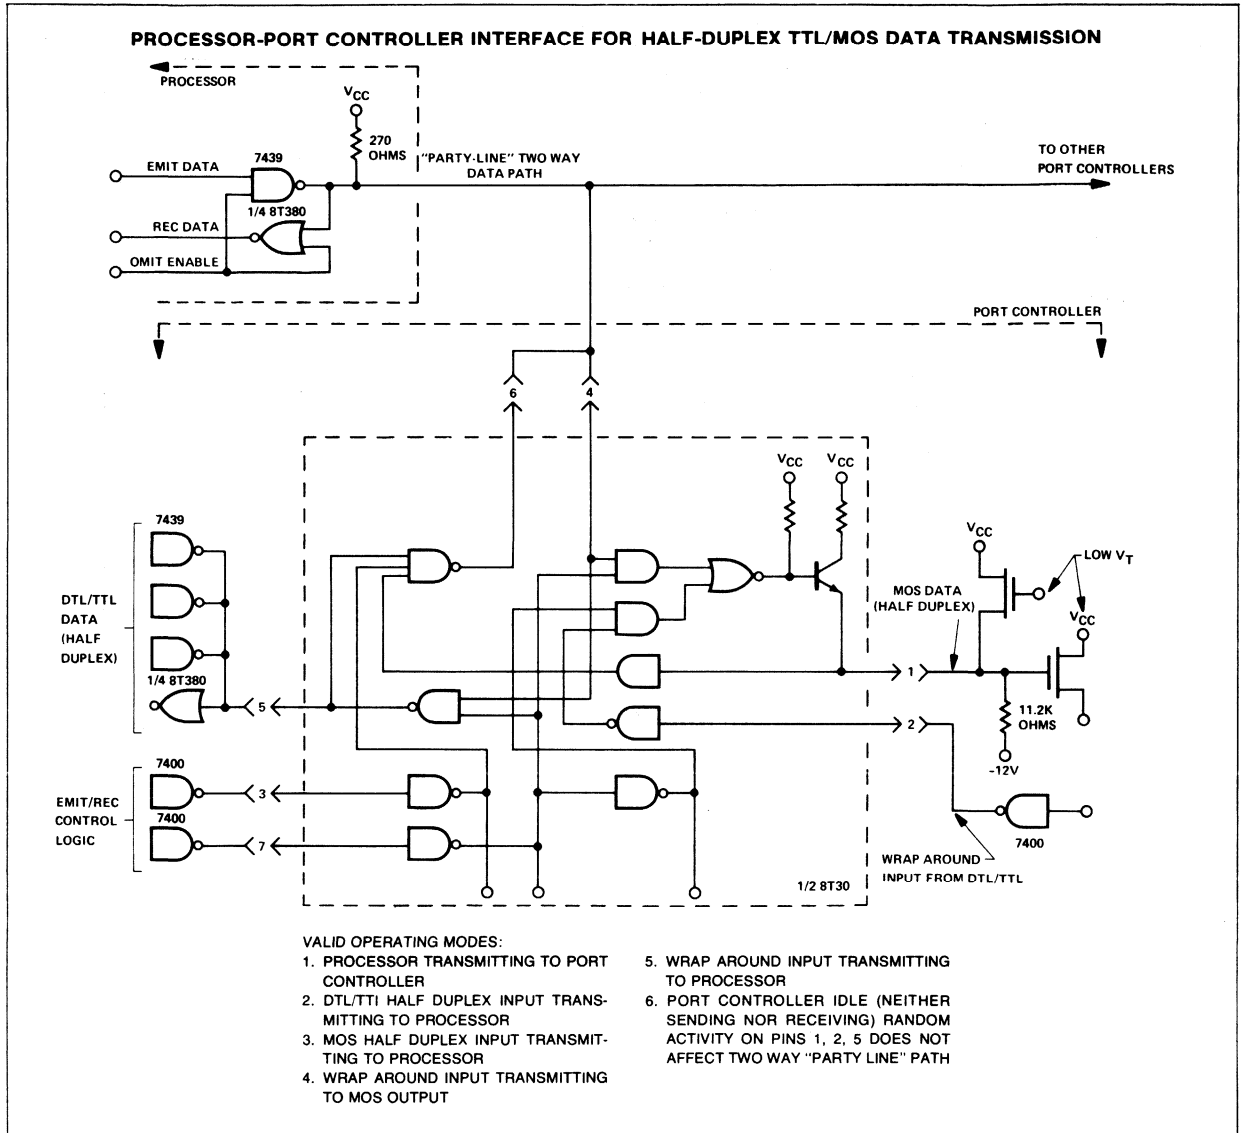 PROCESSOR-PORT CONTROLLER INTERFACE FOR HALF-DUPLEX TTL/MOS DATA TRANSMISSION
PROCESSOR
VCC
270
OHMS
7439
EMIT DATA
"PARTY-LINE" TWO WAY
DATA PATH
TO OTHER
PORT CONTROLLERS
1/4 8T380
REC DATA
OMIT ENABLE
PORT CONTROLLER
6
4
VCC
VCC
7439
VCC
LOW VT
DTL/TTL
DATA
(HALF
DUPLEX)
MOS DATA
(HALF DUPLEX)
VCC
1/4 8T380
5
1
2
11.2K
OHMS
-12V
7400
EMIT/REC
CONTROL
LOGIC
3
7400
7
7400
WRAP AROUND
INPUT FROM DTL/TTL
1/2 8T30
VALID OPERATING MODES:
1. PROCESSOR TRANSMITTING TO PORT
CONTROLLER
2. DTL/TTI HALF DUPLEX INPUT TRANS-
MITTING TO PROCESSOR
3. MOS HALF DUPLEX INPUT TRANSMIT-
TING TO PROCESSOR
4. WRAP AROUND INPUT TRANSMITTING
TO MOS OUTPUT
5. WRAP AROUND INPUT TRANSMITTING
TO PROCESSOR
6. PORT CONTROLLER IDLE (NEITHER
SENDING NOR RECEIVING) RANDOM
ACTIVITY ON PINS 1, 2, 5 DOES NOT
AFFECT TWO WAY "PARTY LINE" PATH